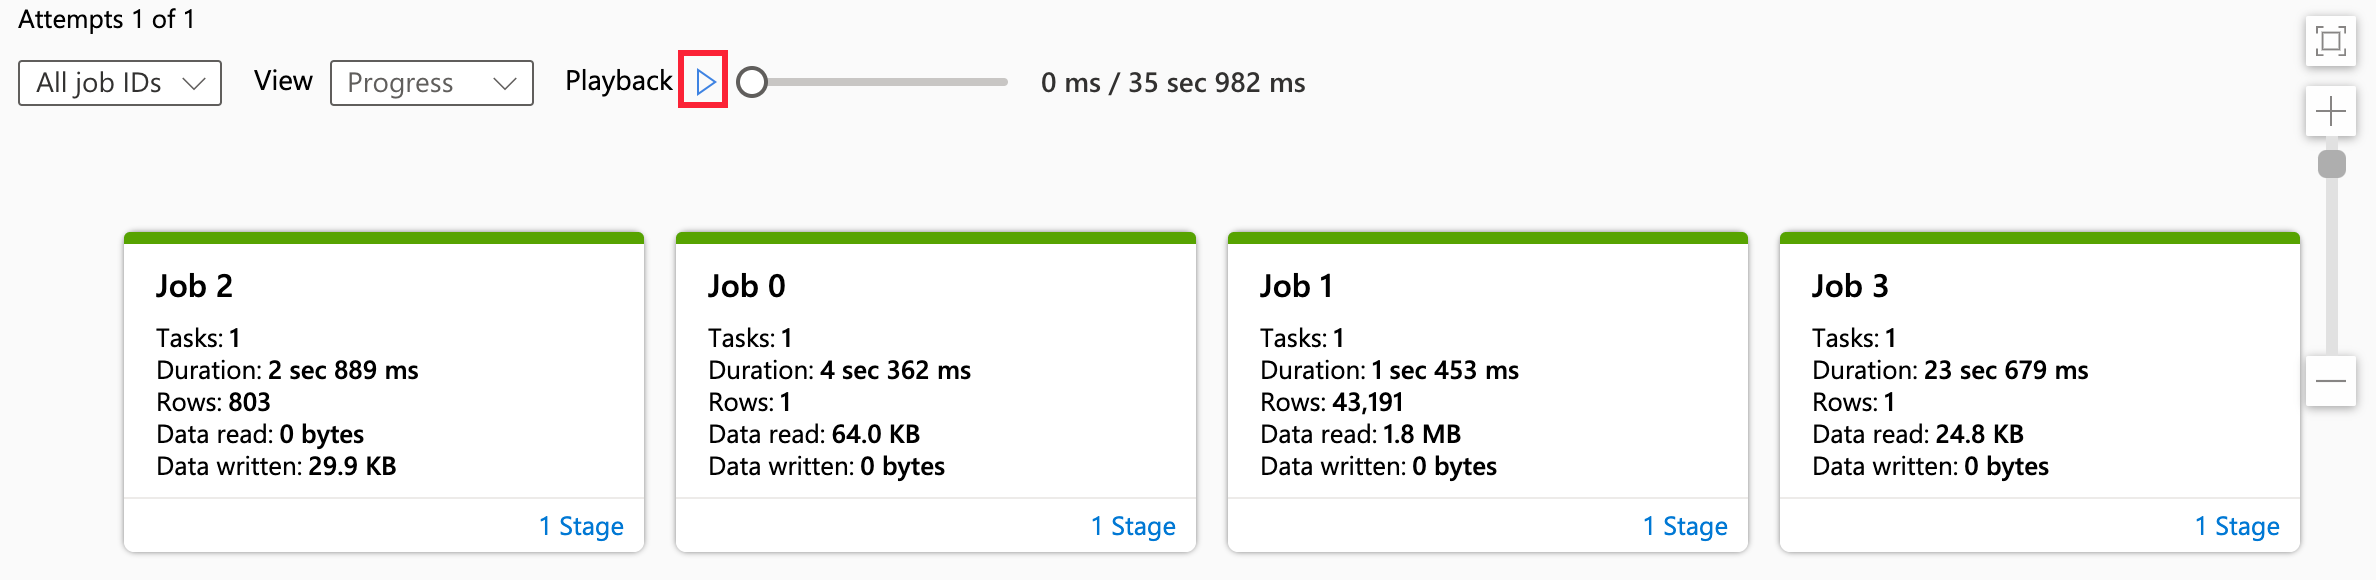 Attempts 1 of 1
All job IDs View Progress Playback 0 ms / 35 sec 982 ms
Job 2
Tasks: 1
Duration: 2 sec 889 ms
Rows: 803
Data read: 0 bytes
Data written: 29.9 KB
1 Stage
Job 0
Tasks: 1
Duration: 4 sec 362 ms
Rows: 1
Data read: 64.0 KB
Data written: 0 bytes
1 Stage
Job 1
Tasks: 1
Duration: 1 sec 453 ms
Rows: 43,191
Data read: 1.8 MB
Data written: 0 bytes
1 Stage
Job 3
Tasks: 1
Duration: 23 sec 679 ms
Rows: 1
Data read: 24.8 KB
Data written: 0 bytes
1 Stage